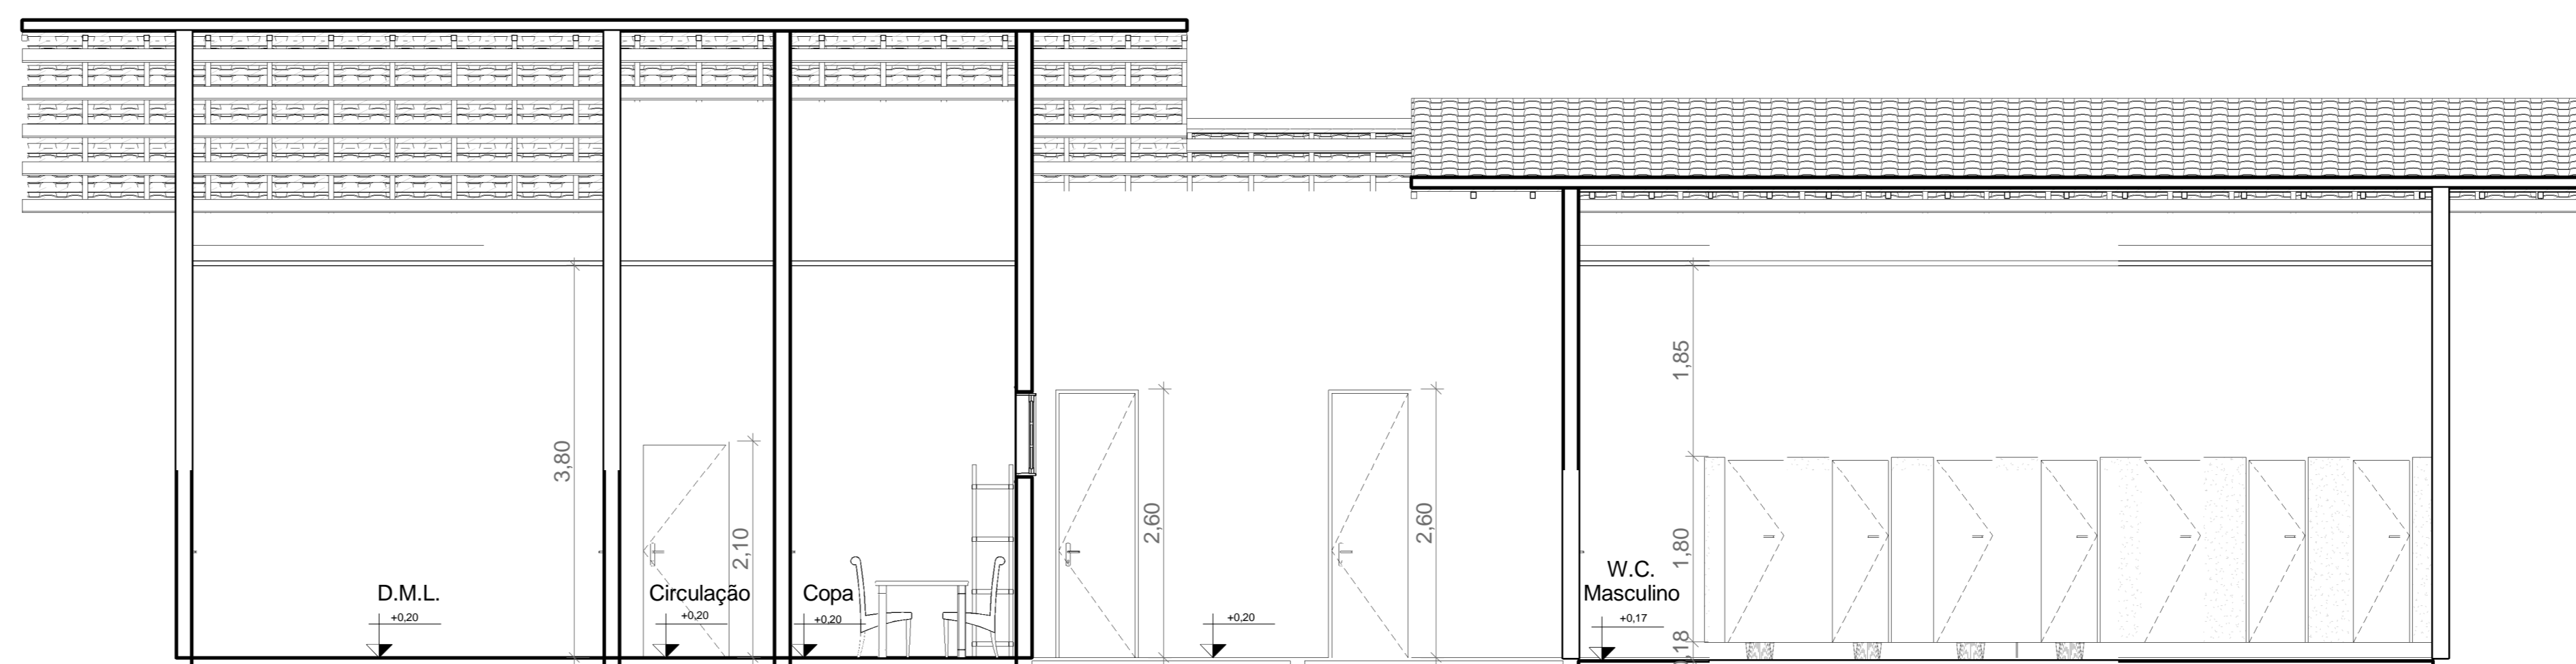 3,80
D.M.L.
+0,20
2,10
Circulação
+0,20
Copa
+0,20
2,60
+0,20
2,60
1,85
1,80
W.C.
Masculino
+0,17